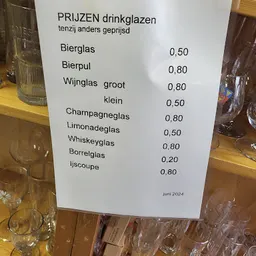 PRIJZEN drinkglazen
tenzij anders geprijsd
Bierglas 0,50
Bierpul 0,80
Wijnglas groot 0,80
klein 0,50
Champagneglas 0,80
Limonadeglas 0,50
Whiskeyglas 0,80
Borrelglas 0,20
Ijscoupe 0,80
juni 2024